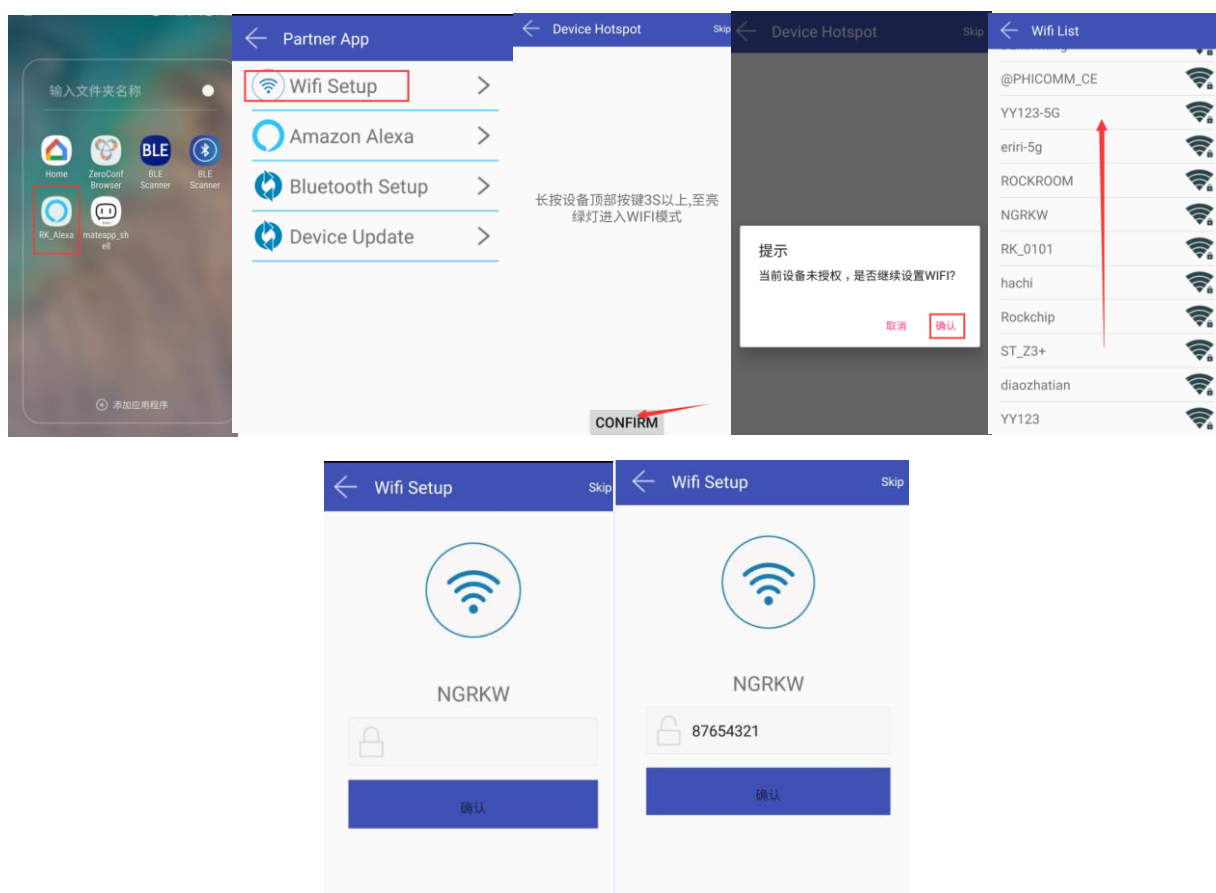 输入文件夹名称
Home
ZeroConf
Browser
BLE
BLE
Scanner
BLE
Scanner
RK_Alexa
mateapp_sh
ell
添加应用程序
Partner App
Wifi Setup
Amazon Alexa
Bluetooth Setup
Device Update
Device Hotspot
Skip
长按设备顶部按键3S以上,至亮
绿灯进入WIFI模式
CONFIRM
Device Hotspot
Skip
提示
当前设备未授权，是否继续设置WIFI?
取消
确认
Wifi List
@PHICOMM_CE
YY123-5G
eriri-5g
ROCKROOM
NGRKW
RK_0101
hachi
Rockchip
ST_Z3+
diaozhatian
YY123
Wifi Setup
Skip
NGRKW
确认
Wifi Setup
Skip
NGRKW
87654321
确认